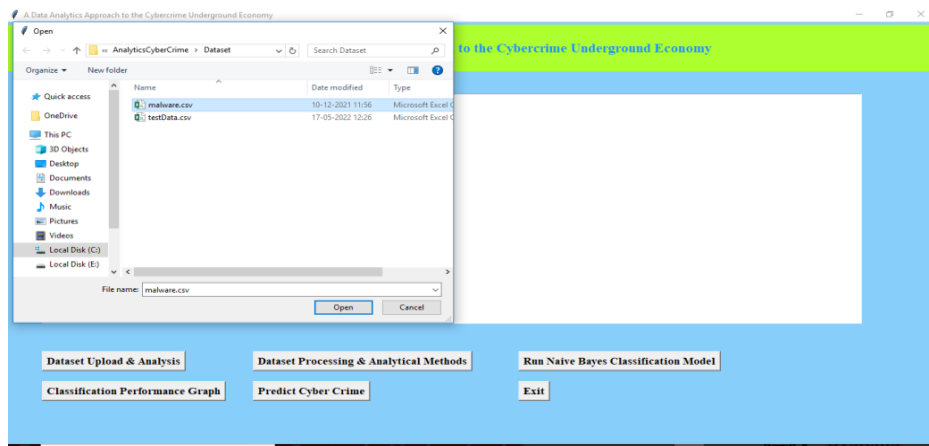 A Data Analytics Approach to the Cybercrime Underground Economy
Open
to the Cybercrime Underground Economy
« AnalyticsCyberCrime › Dataset
Search Dataset
Organize
New folder
Name
Date modified
Type
Quick access
malware.csv
10-12-2021 11:56
Microsoft Excel C
testData.csv
17-05-2022 12:26
Microsoft Excel C
OneDrive
This PC
3D Objects
Desktop
Documents
Downloads
Music
Pictures
Videos
Local Disk (C:)
Local Disk (E:)
File name: malware.csv
Open
Cancel
Dataset Upload & Analysis
Dataset Processing & Analytical Methods
Run Naive Bayes Classification Model
Classification Performance Graph
Predict Cyber Crime
Exit